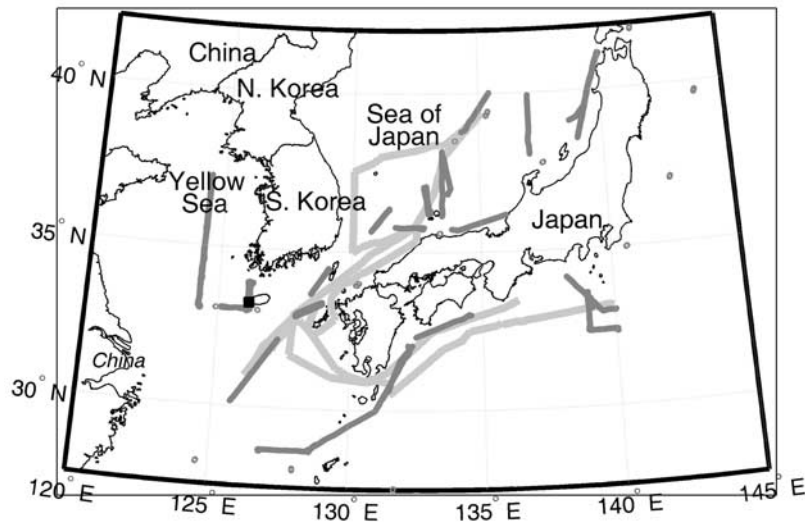 China
N. Korea
Sea of
Japan
Yellow
Sea
S. Korea
Japan
China
40° N
35° N
30° N
120° E
125° E
130° E
135° E
140° E
145° E